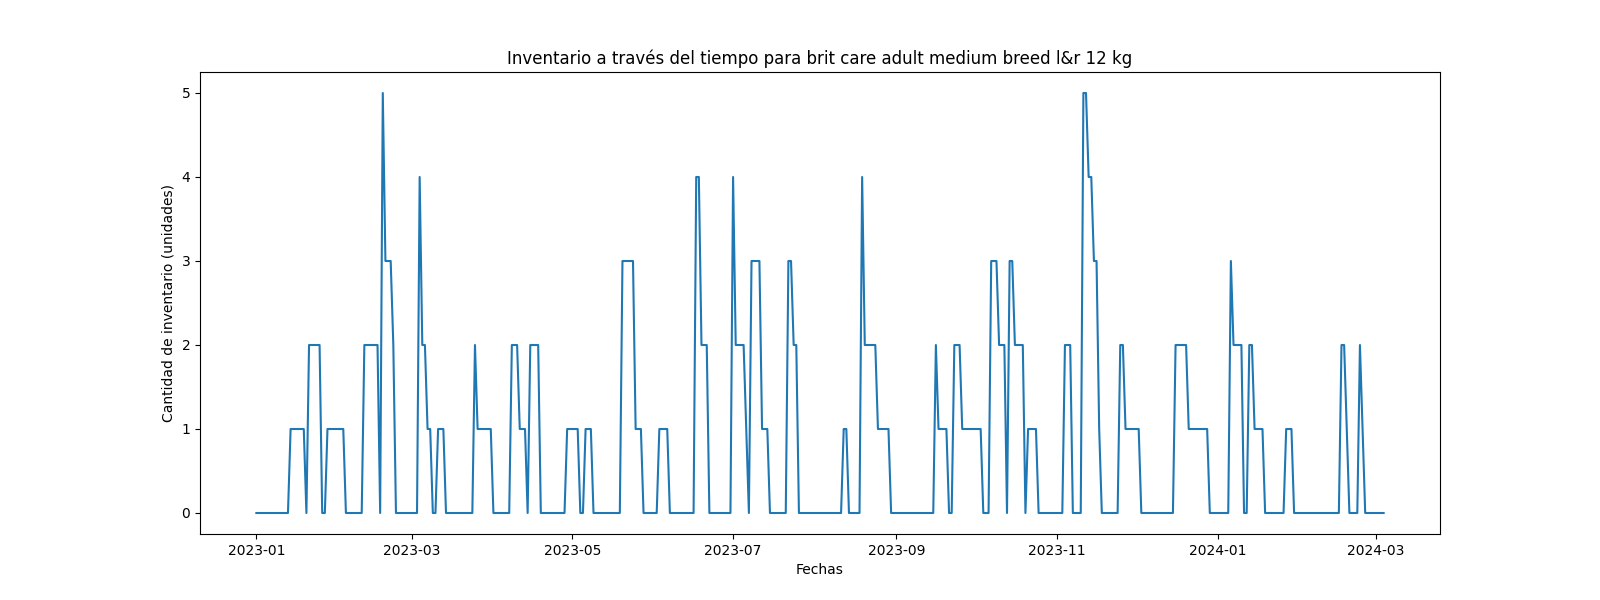 Inventario a través del tiempo para brit care adult medium breed l&r 12 kg
Cantidad de inventario (unidades)
5
4
3
2
1
0
2023-01 2023-03 2023-05 2023-07 2023-09 2023-11 2024-01 2024-03
Fechas